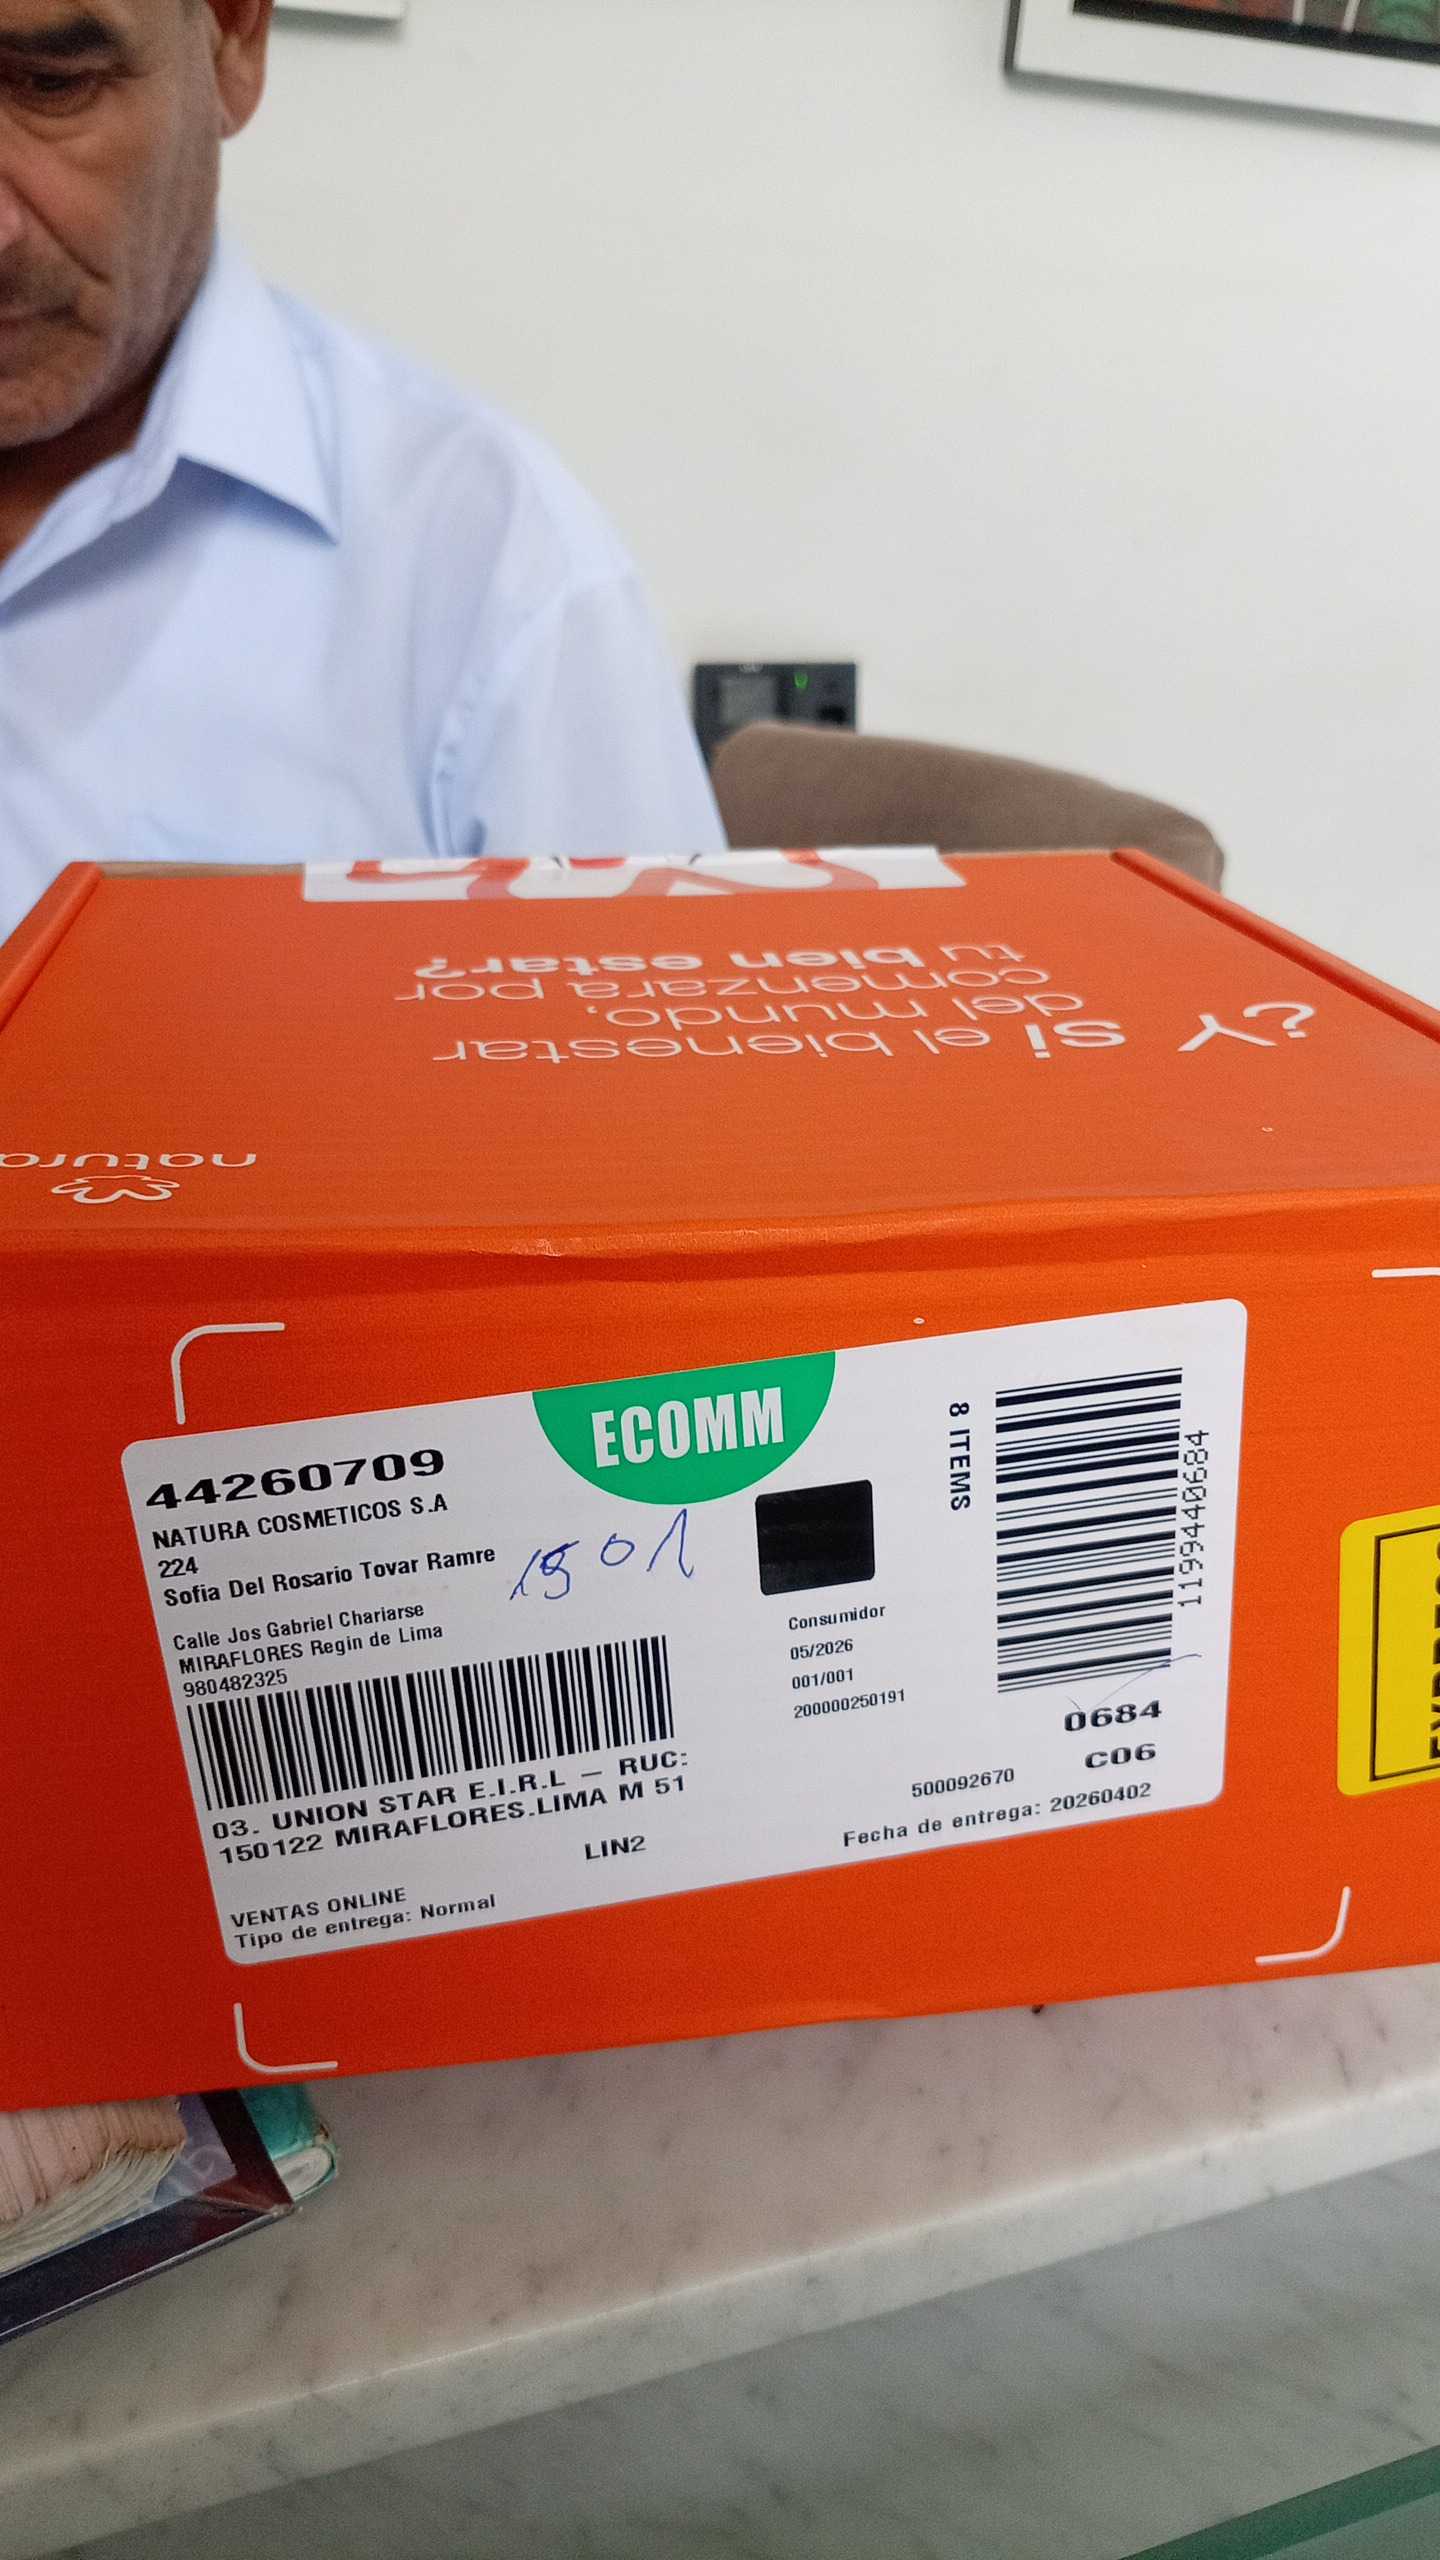 ¿Y si el bienestar
del mundo,
comenzara por
tu bien estar?
natura
ECOMM
44260709
NATURA COSMETICOS S.A
224
Sofia Del Rosario Tovar Ramre
1501
Calle Jos Gabriel Chariarse
MIRAFLORES Regin de Lima
980482325
03. UNION STAR E.I.R.L – RUC:
150122 MIRAFLORES.LIMA M 51
LIN2
VENTAS ONLINE
Tipo de entrega: Normal
Consumidor
05/2026
001/001
200000250191
8 ITEMS
1199440684
0684
C06
500092670
Fecha de entrega: 20260402